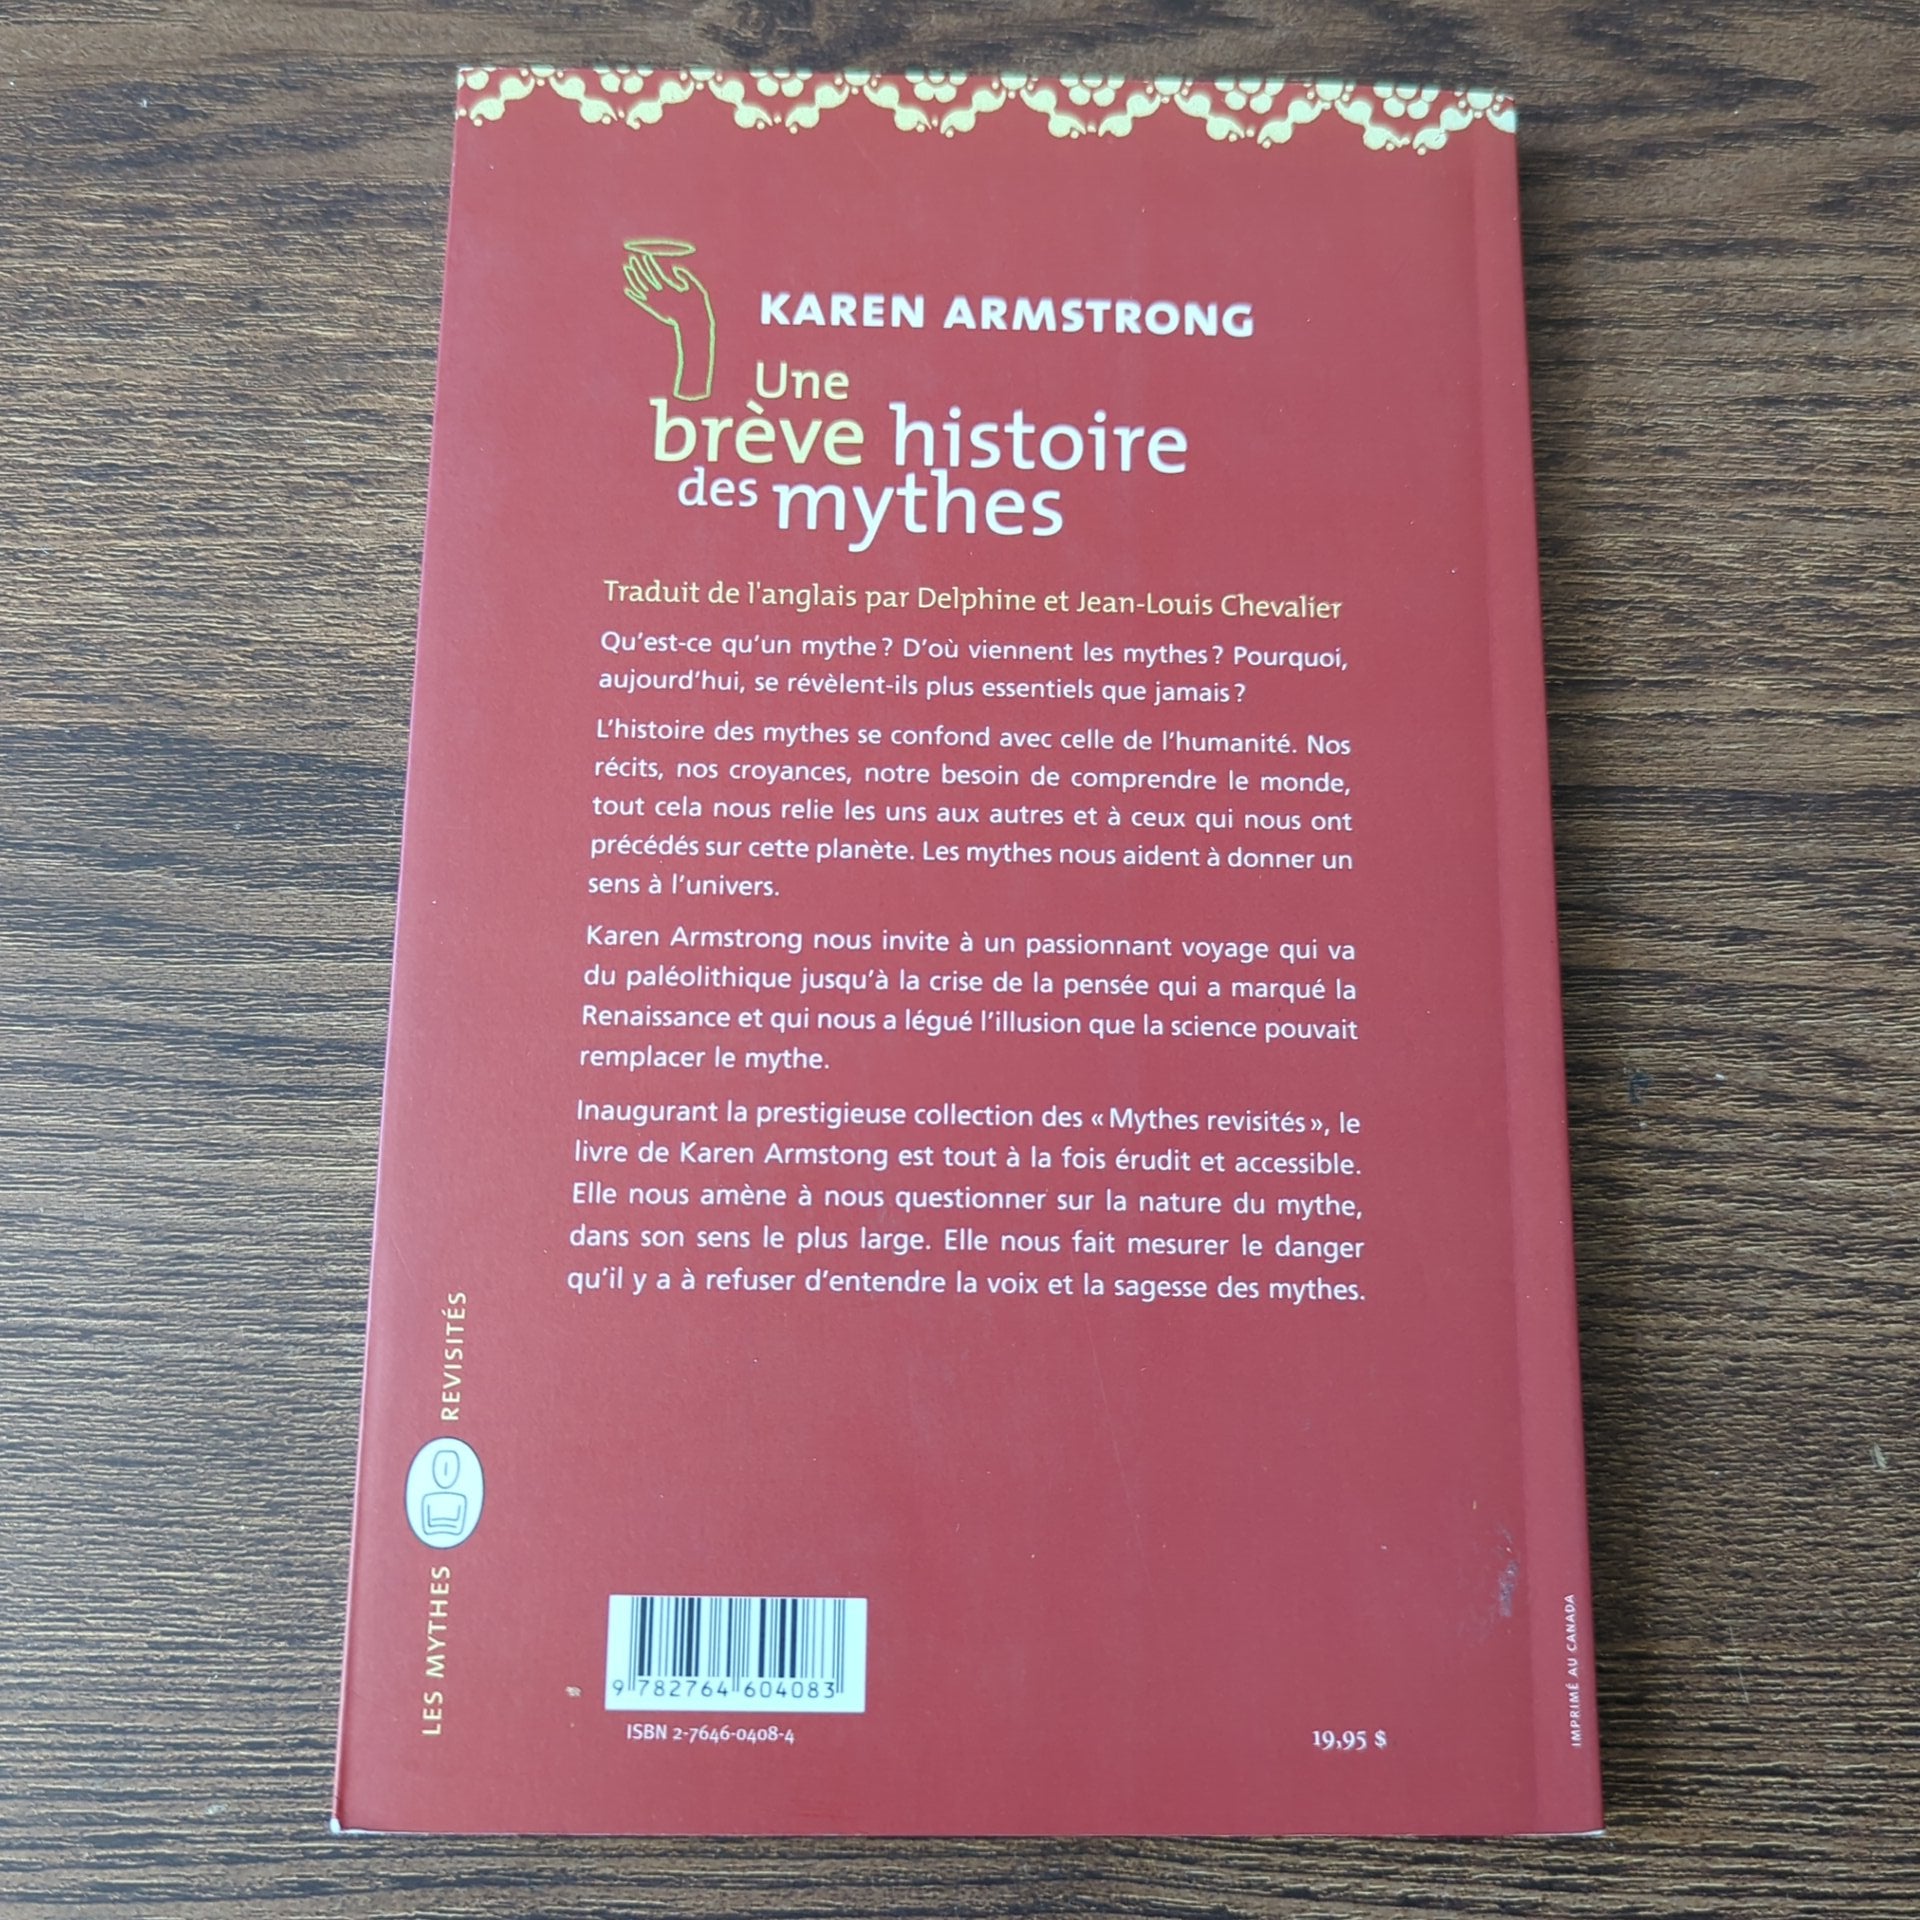 KAREN ARMSTRONG
Une
brève histoire
des mythes
Traduit de l'anglais par Delphine et Jean-Louis Chevalier
Qu'est-ce qu'un mythe ? D'où viennent les mythes ? Pourquoi,
aujourd'hui, se révèlent-ils plus essentiels que jamais ?
L'histoire des mythes se confond avec celle de l'humanité. Nos
récits, nos croyances, notre besoin de comprendre le monde,
tout cela nous relie les uns aux autres et à ceux qui nous ont
précédés sur cette planète. Les mythes nous aident à donner un
sens à l'univers.
Karen Armstrong nous invite à un passionnant voyage qui va
du paléolithique jusqu'à la crise de la pensée qui a marqué la
Renaissance et qui nous a légué l'illusion que la science pouvait
remplacer le mythe.
Inaugurant la prestigieuse collection des « Mythes revisités », le
livre de Karen Armstong est tout à la fois érudit et accessible.
Elle nous amène à nous questionner sur la nature du mythe,
dans son sens le plus large. Elle nous fait mesurer le danger
qu'il y a à refuser d'entendre la voix et la sagesse des mythes.
LES MYTHES REVISITÉS
9 782764 604083
ISBN 2-7646-0408-4
19,95 $
IMPRIMÉ AU CANADA